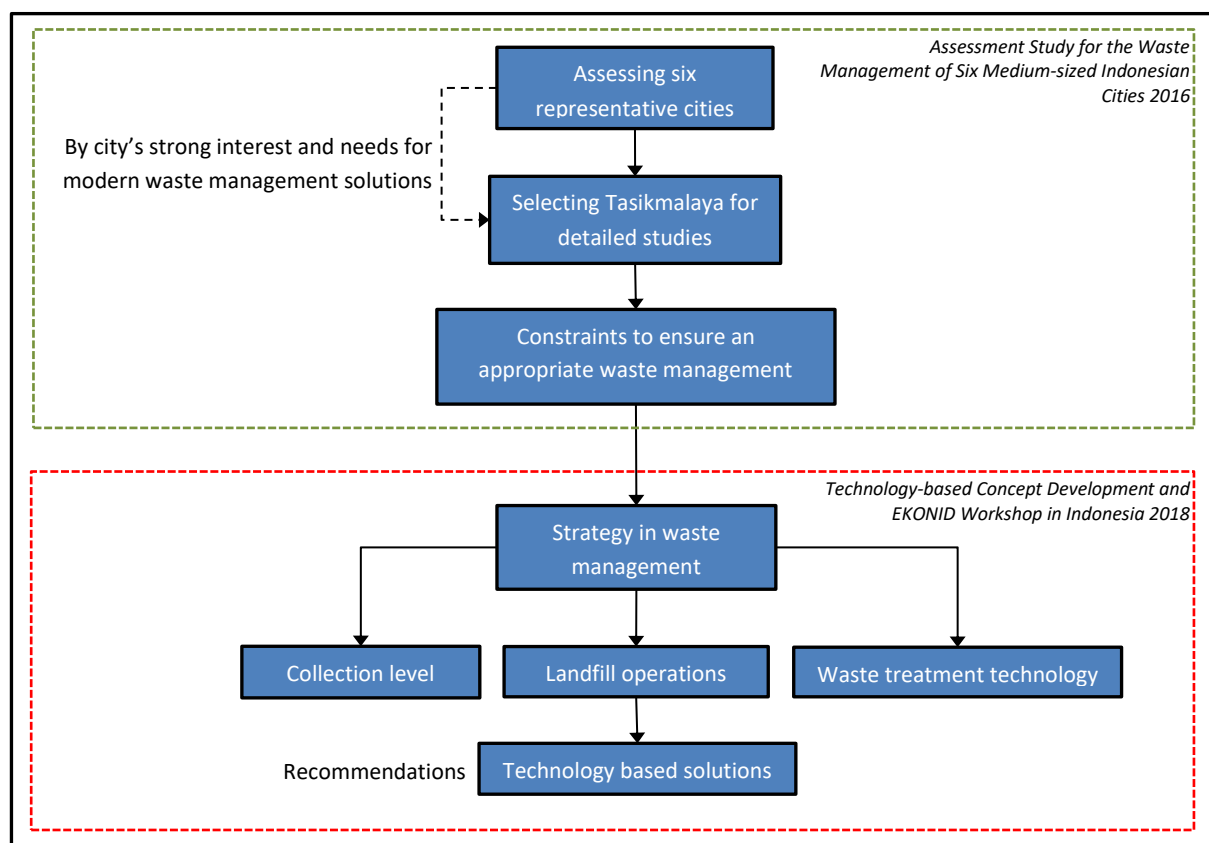 Assessment Study for the Waste
Management of Six Medium-sized Indonesian
Cities 2016
Assessing six
representative cities
By city’s strong interest and needs for
modern waste management solutions
Selecting Tasikmalaya for
detailed studies
Constraints to ensure an
appropriate waste management
Technology-based Concept Development and
EKONID Workshop in Indonesia 2018
Strategy in waste
management
Collection level
Landfill operations
Waste treatment technology
Recommendations
Technology based solutions